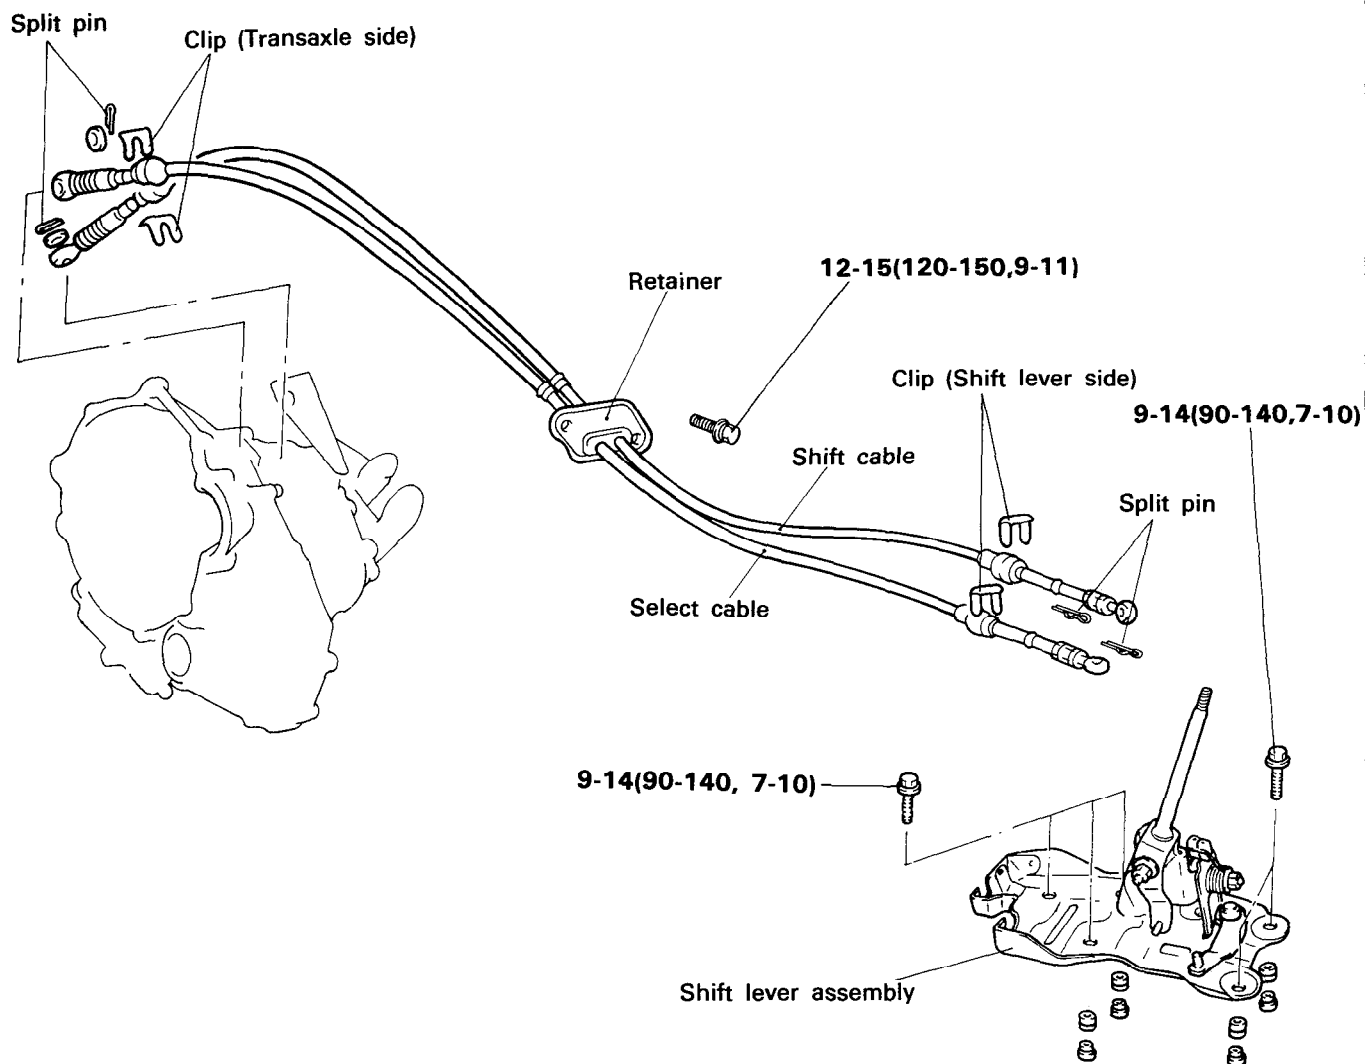 Split pin
Clip (Transaxle side)
Retainer
12-15(120-150,9-11)
Clip (Shift lever side)
9-14(90-140,7-10)
Shift cable
Split pin
Select cable
9-14(90-140, 7-10)
Shift lever assembly